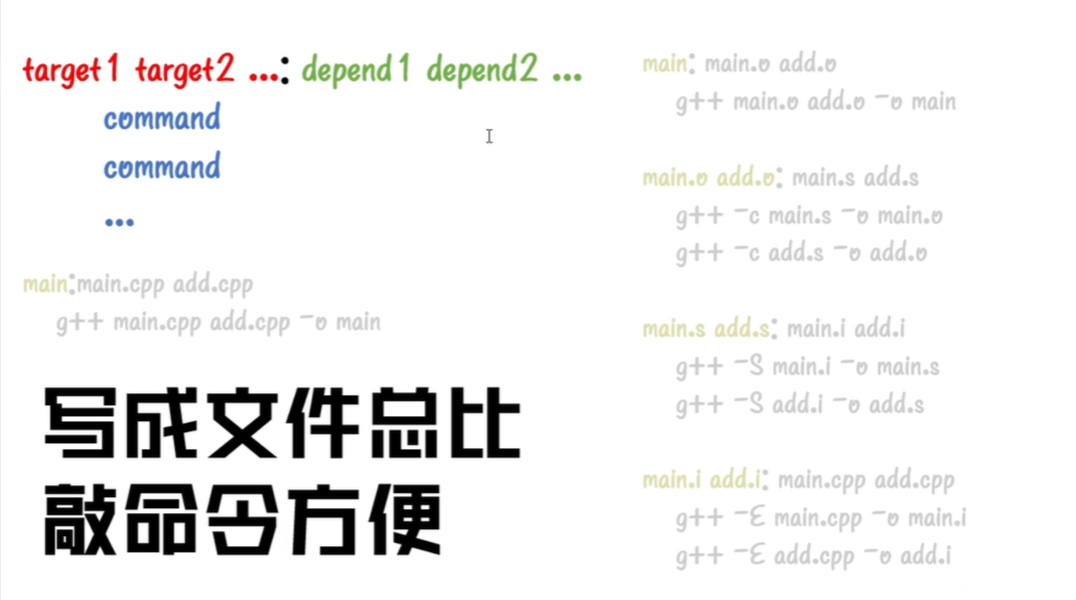 target1 target2 ...: depend1 depend2 ...
command
command
...
main:main.cpp add.cpp
g++ main.cpp add.cpp -o main
写成文件总比
敲命令方便
main: main.o add.o
g++ main.o add.o -o main
main.o add.o: main.s add.s
g++ -c main.s -o main.o
g++ -c add.s -o add.o
main.s add.s: main.i add.i
g++ -S main.i -o main.s
g++ -S add.i -o add.s
main.i add.i: main.cpp add.cpp
g++ -E main.cpp -o main.i
g++ -E add.cpp -o add.i